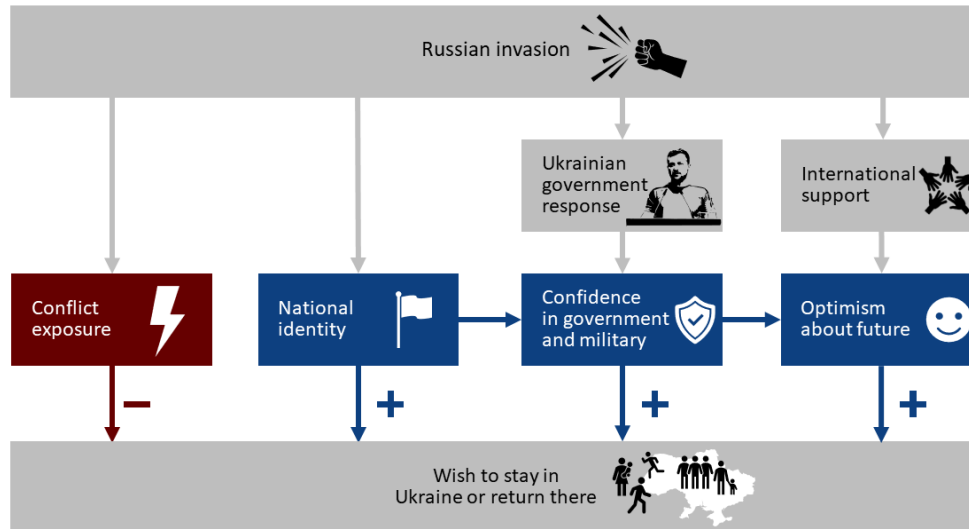 Russian invasion
Ukrainian
government
response
International
support
Conflict
exposure
−
National
identity
+
Confidence
in government
and military
+
Optimism
about future
+
Wish to stay in
Ukraine or return there